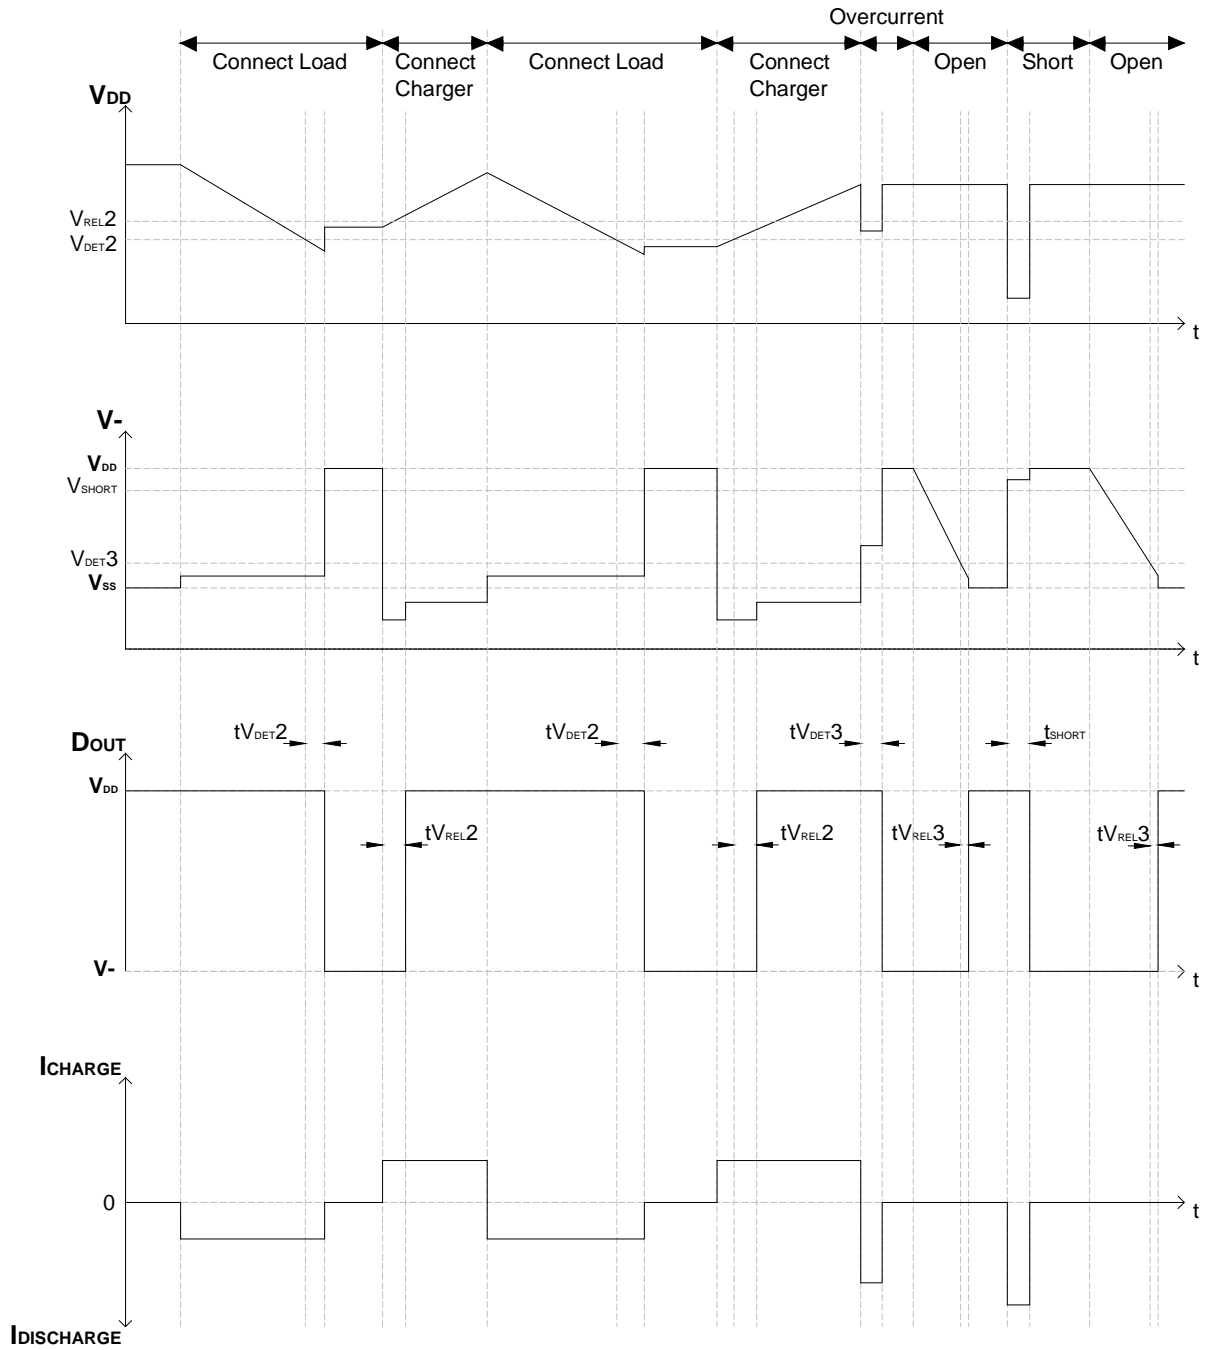 Overcurrent
Connect Load
Connect
Charger
Connect Load
Connect
Charger
Open
Short
Open
VDD
VREL2
VDET2
t
V-
VDD
VSHORT
VDET3
VSS
t
DOUT
tVDET2
tVDET2
tVDET3
tSHORT
VDD
tVREL2
tVREL2
tVREL3
tVREL3
V-
t
ICHARGE
0
t
IDISCHARGE